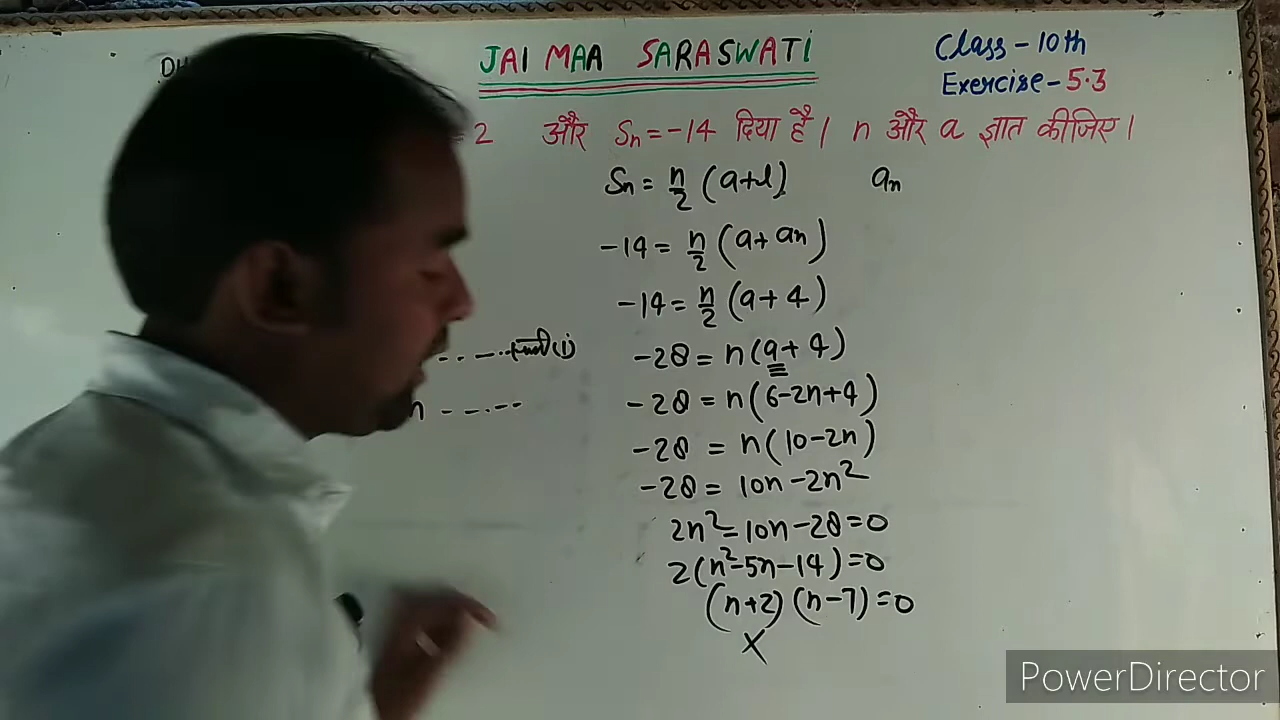 JAI MAA SARASWATI
Class-10th
Exercise-5.3
2 और Sn=-14 दिया है। n और a ज्ञात कीजिए।
Sn = n/2 (a+l) an
-14 = n/2 (a+an)
-14 = n/2 (a+4)
-28 = n(a+4)
-28 = n(6-2n+4)
-28 = n(10-2n)
-28 = 10n-2n²
2n²-10n-28=0
2(n²-5n-14)=0
(n+2)(n-7)=0
X
PowerDirector